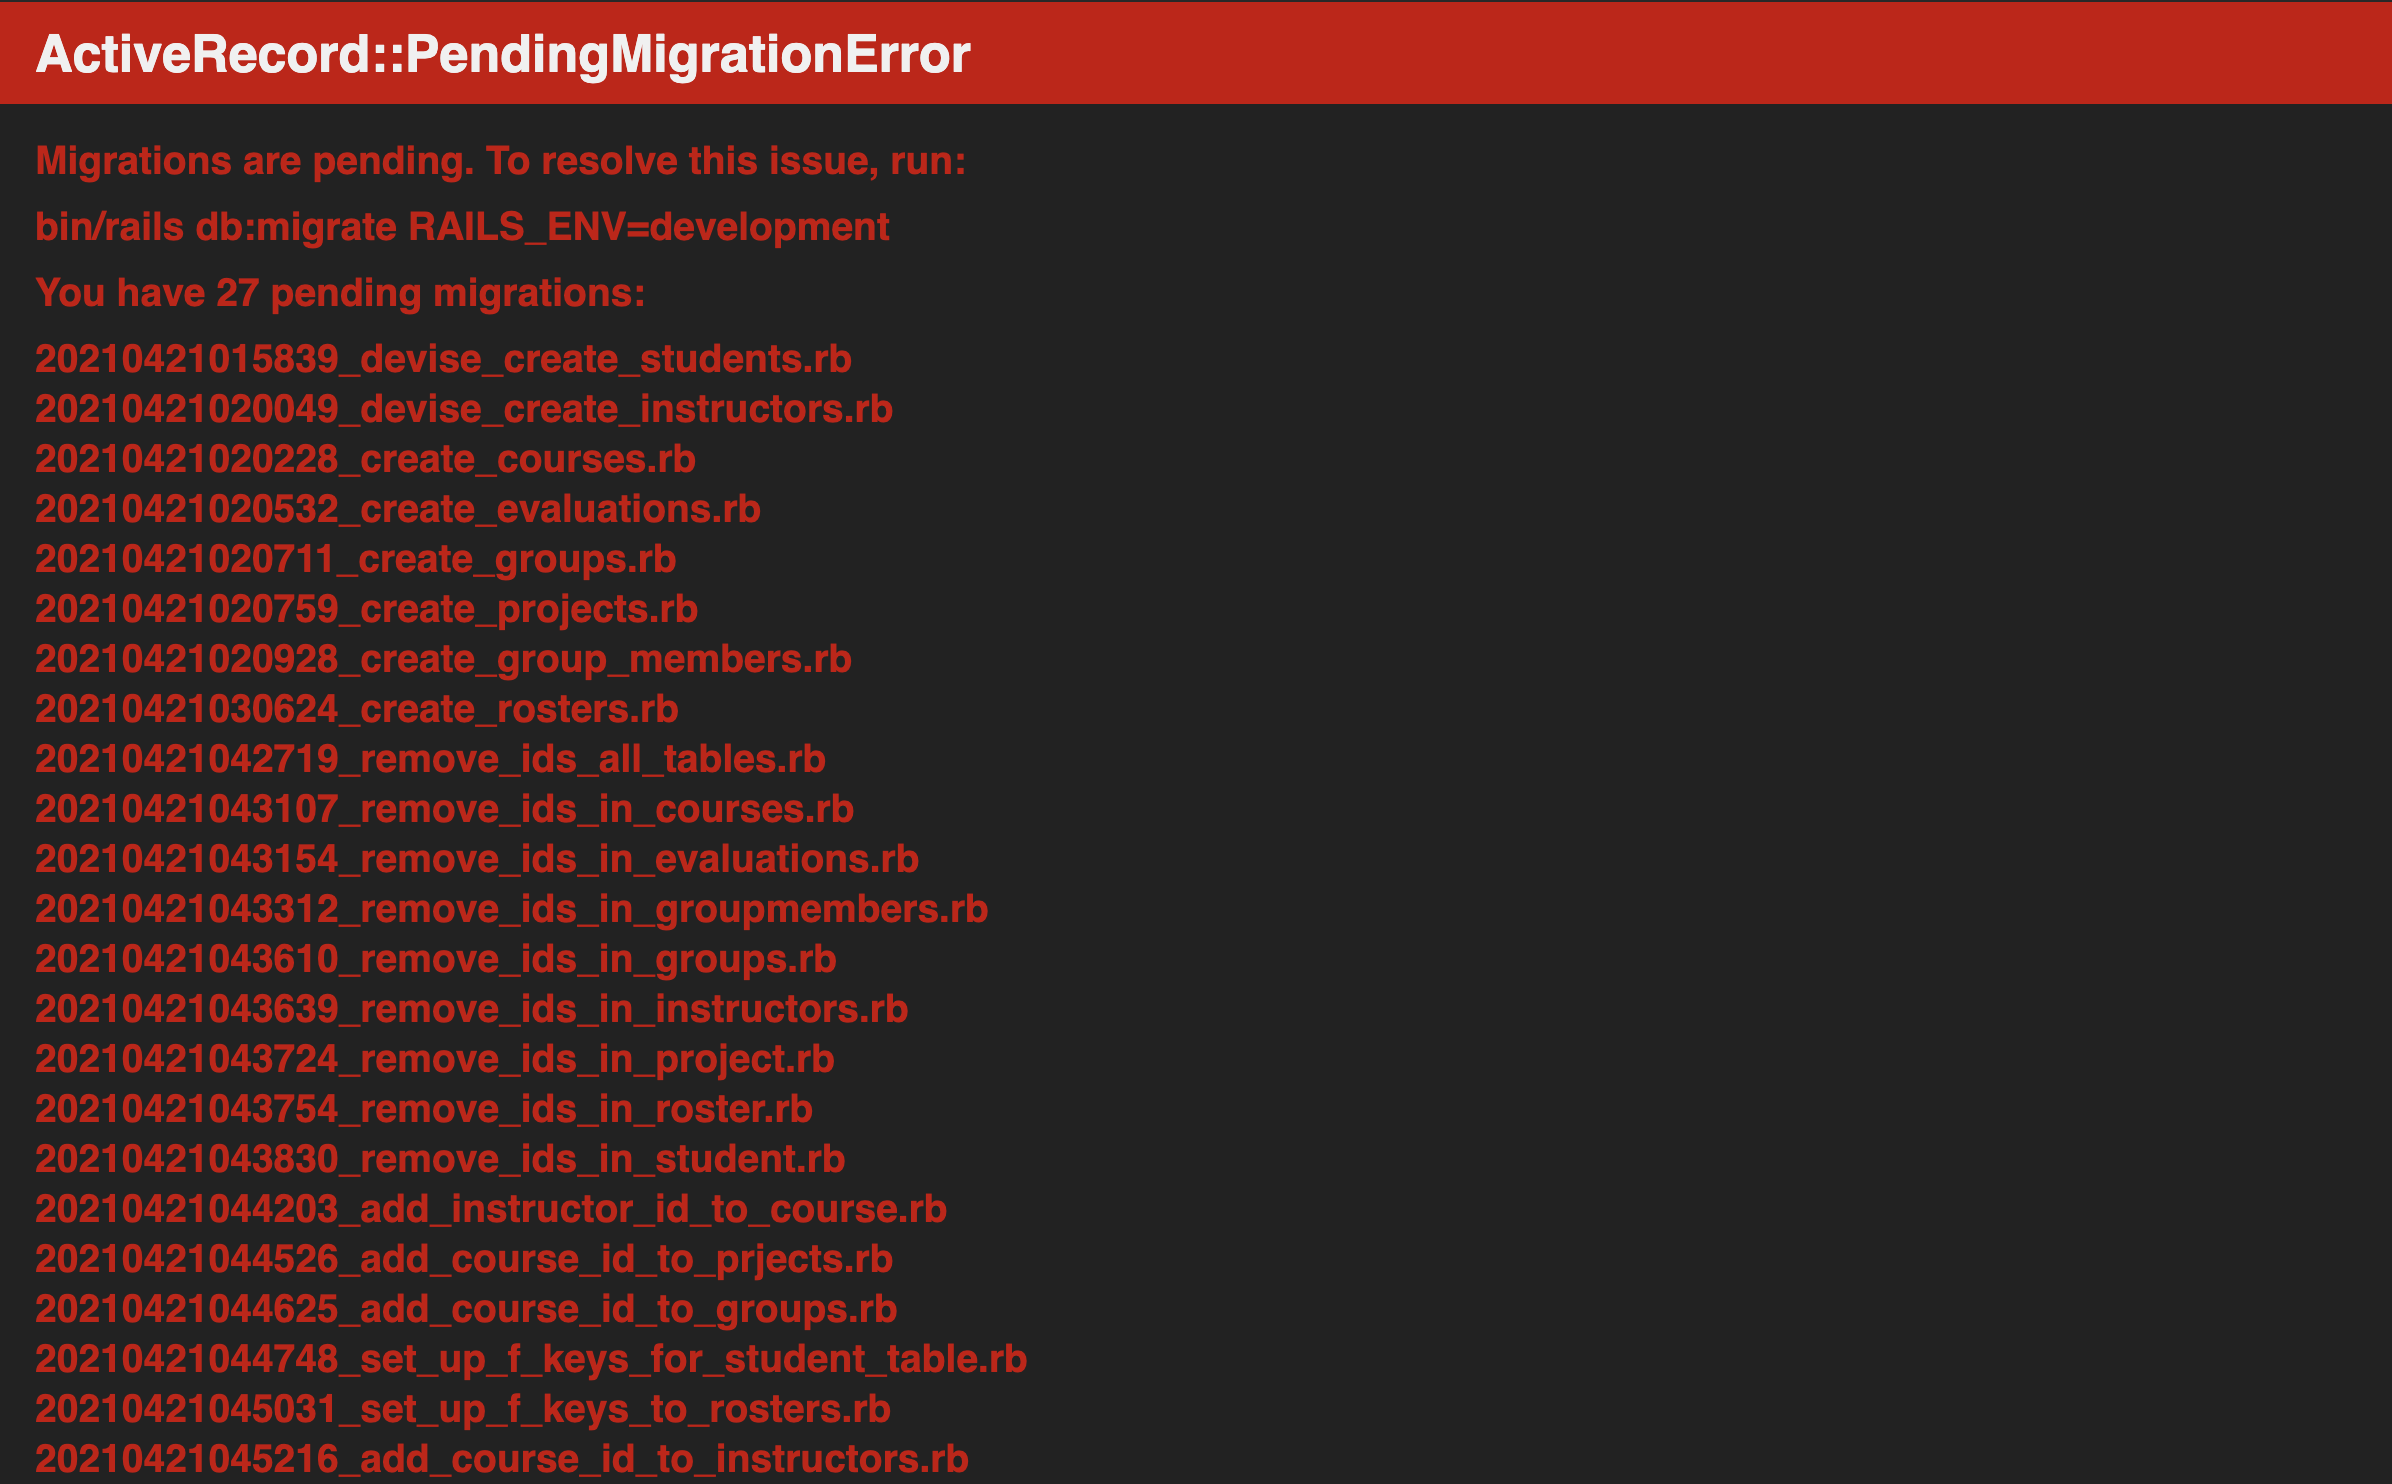 ActiveRecord::PendingMigrationError
Migrations are pending. To resolve this issue, run:
bin/rails db:migrate RAILS_ENV=development
You have 27 pending migrations:
20210421015839_devise_create_students.rb
20210421020049_devise_create_instructors.rb
20210421020228_create_courses.rb
20210421020532_create_evaluations.rb
20210421020711_create_groups.rb
20210421020759_create_projects.rb
20210421020928_create_group_members.rb
20210421030624_create_rosters.rb
20210421042719_remove_ids_all_tables.rb
20210421043107_remove_ids_in_courses.rb
20210421043154_remove_ids_in_evaluations.rb
20210421043312_remove_ids_in_groupmembers.rb
20210421043610_remove_ids_in_groups.rb
20210421043639_remove_ids_in_instructors.rb
20210421043724_remove_ids_in_project.rb
20210421043754_remove_ids_in_roster.rb
20210421043830_remove_ids_in_student.rb
20210421044203_add_instructor_id_to_course.rb
20210421044526_add_course_id_to_prjects.rb
20210421044625_add_course_id_to_groups.rb
20210421044748_set_up_f_keys_for_student_table.rb
20210421045031_set_up_f_keys_to_rosters.rb
20210421045216_add_course_id_to_instructors.rb